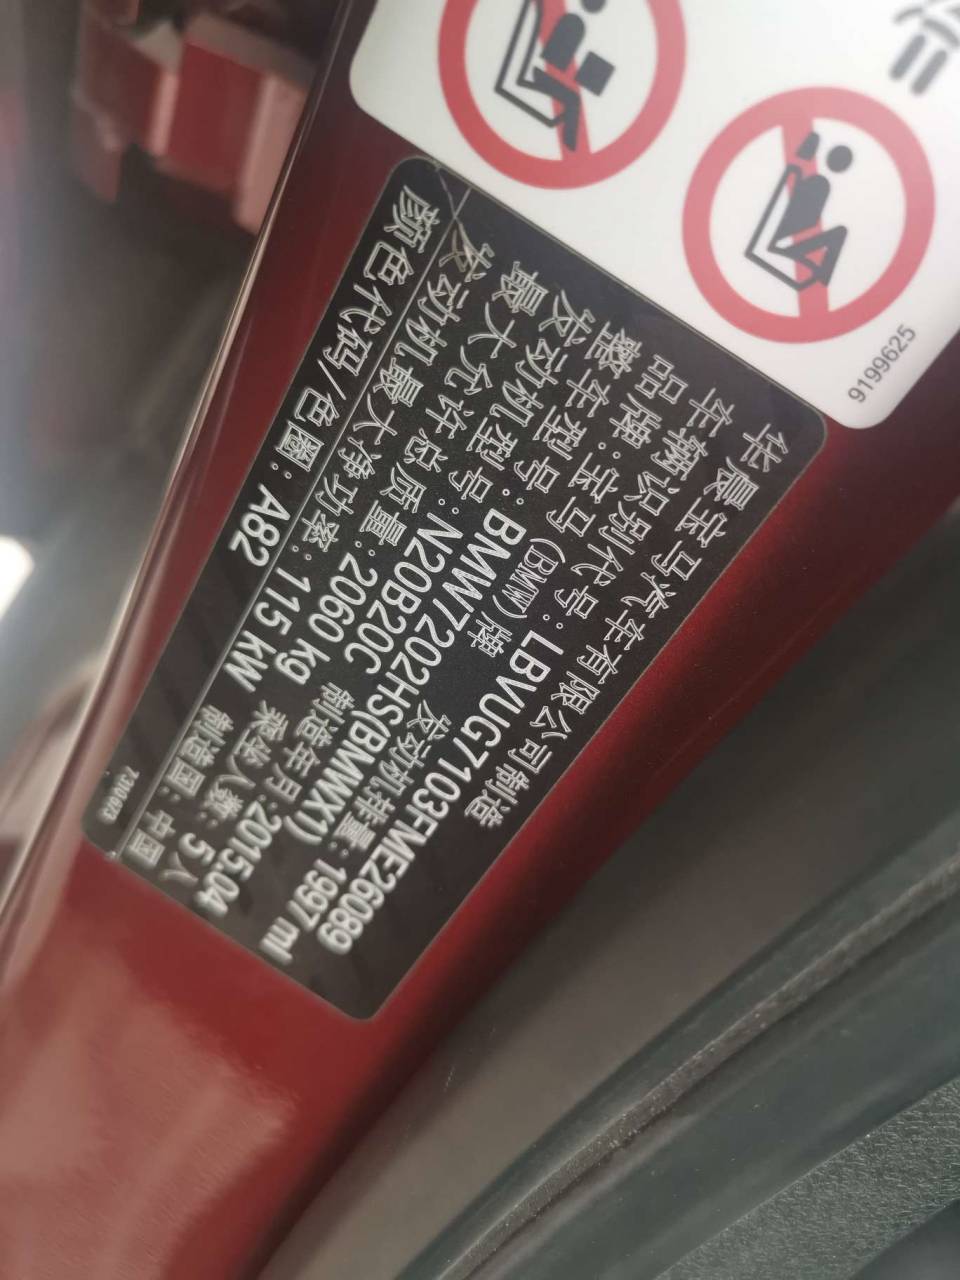 华晨宝马汽车有限公司制造
车辆识别代号：LBVUG7103FME26089
品牌：宝马(BMW)牌 发动机排量：1997 ml
整车型号：BMW7202HS(BMWX1)
发动机型号：N20B20C 制造年月：2015.04
最大允许总质量：2060 kg 乘坐人数：5人
发动机最大净功率：115 kW 制造国：中国
颜色代码/色圈：A82
9199625